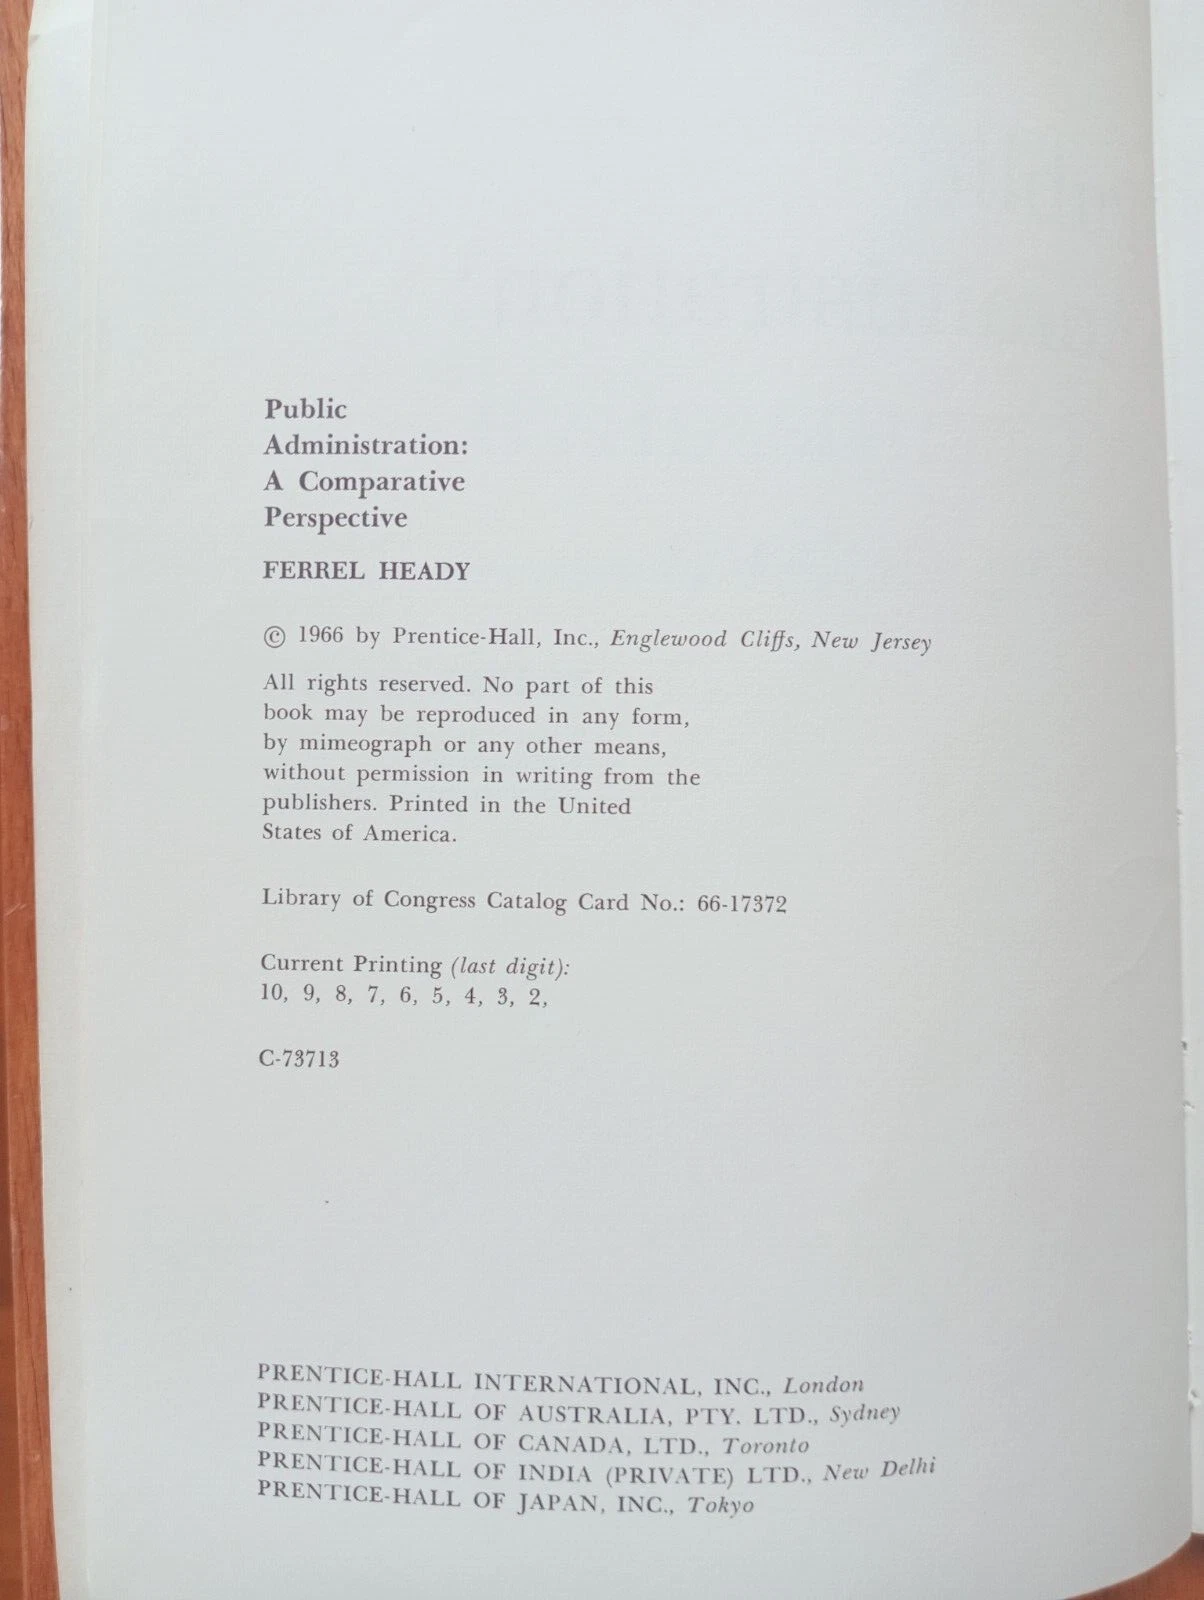 Public
Administration:
A Comparative
Perspective
FERREL HEADY
© 1966 by Prentice-Hall, Inc., Englewood Cliffs, New Jersey
All rights reserved. No part of this
book may be reproduced in any form,
by mimeograph or any other means,
without permission in writing from the
publishers. Printed in the United
States of America.
Library of Congress Catalog Card No.: 66-17372
Current Printing (last digit):
10, 9, 8, 7, 6, 5, 4, 3, 2,
C-73713
PRENTICE-HALL INTERNATIONAL, INC., London
PRENTICE-HALL OF AUSTRALIA, PTY. LTD., Sydney
PRENTICE-HALL OF CANADA, LTD., Toronto
PRENTICE-HALL OF INDIA (PRIVATE) LTD., New Delhi
PRENTICE-HALL OF JAPAN, INC., Tokyo